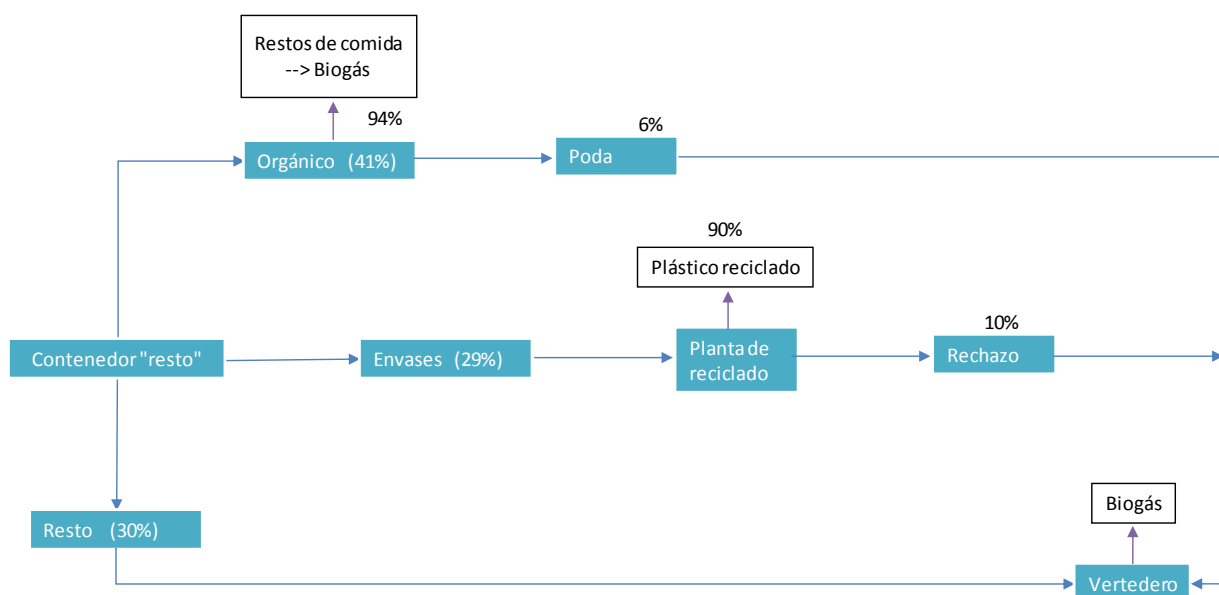 Restos de comida
--> Biogás
94%
6%
Orgánico (41%)
Poda
90%
Plástico reciclado
10%
Contenedor "resto"
Envases (29%)
Planta de
reciclado
Rechazo
Biogás
Resto (30%)
Vertedero